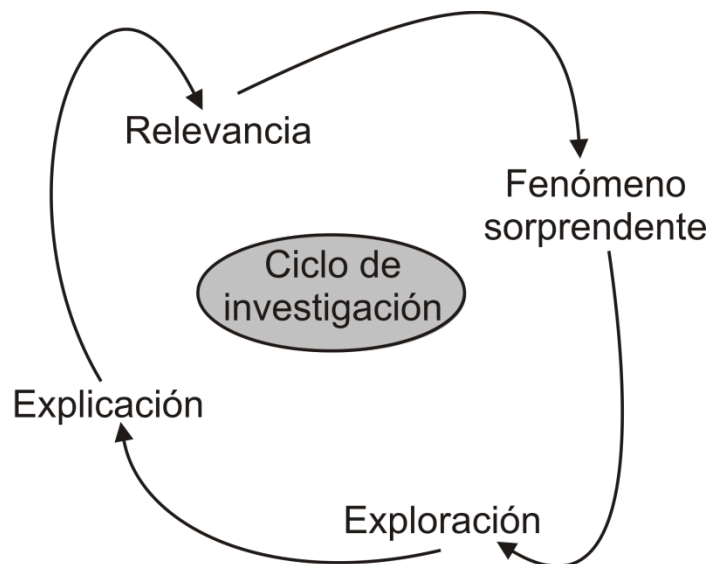 Relevancia
Fenómeno
sorprendente
Ciclo de
investigación
Explicación
Exploración